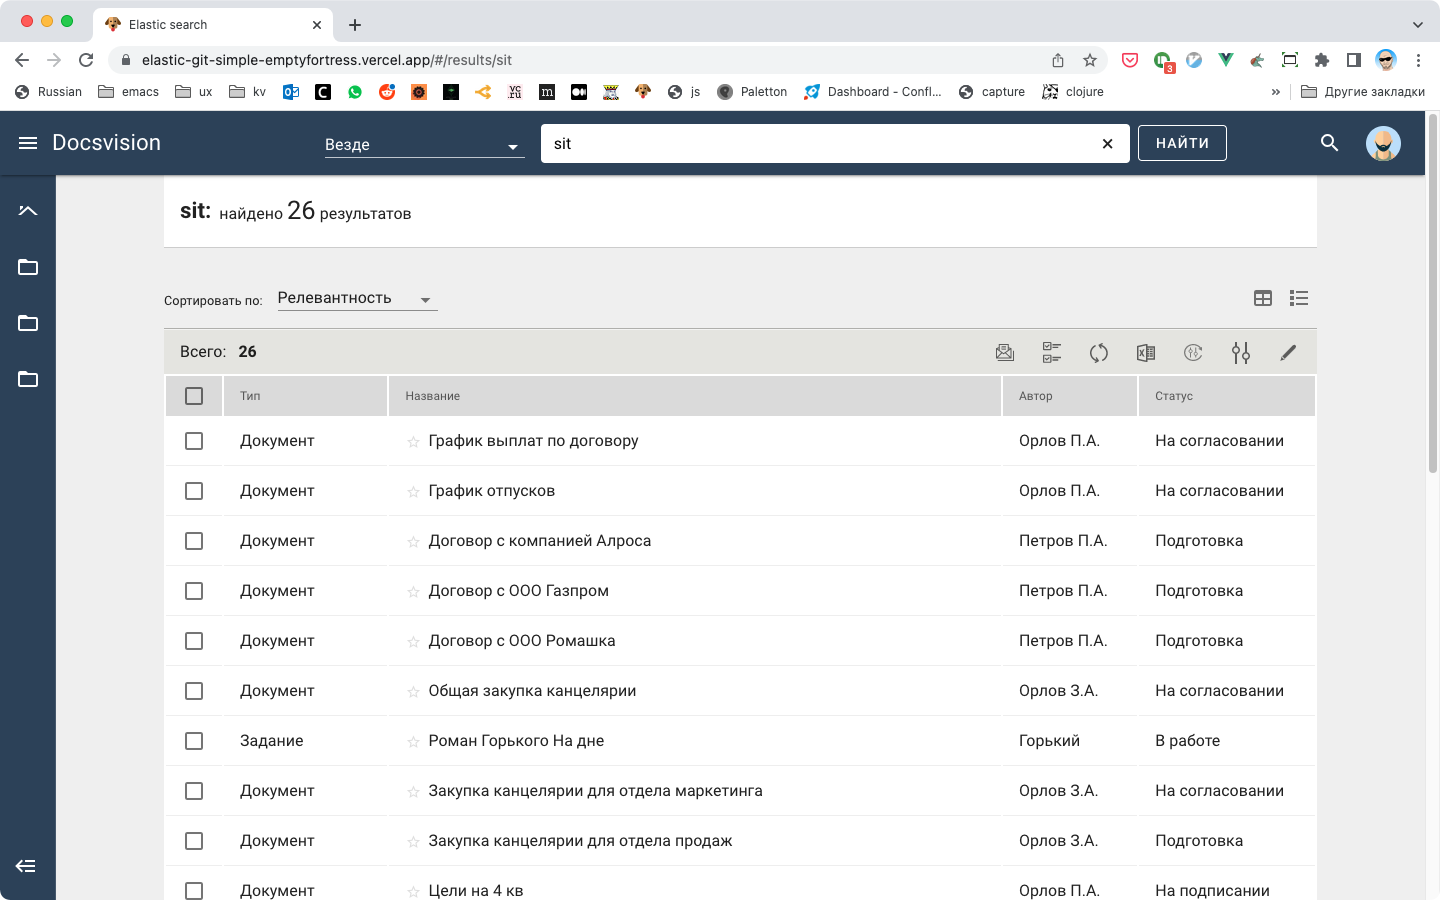 Elastic search
elastic-git-simple-emptyfortress.vercel.app/#/results/sit
3
Russian emacs ux kv vc.ru m js Paletton Dashboard - Confl... capture clojure » Другие закладки
Docsvision Везде sit НАЙТИ
sit: найдено 26 результатов
Сортировать по: Релевантность
Всего: 26
Тип Название Автор Статус
Документ График выплат по договору Орлов П.А. На согласовании
Документ График отпусков Орлов П.А. На согласовании
Документ Договор с компанией Алроса Петров П.А. Подготовка
Документ Договор с ООО Газпром Петров П.А. Подготовка
Документ Договор с ООО Ромашка Петров П.А. Подготовка
Документ Общая закупка канцелярии Орлов З.А. На согласовании
Задание Роман Горького На дне Горький В работе
Документ Закупка канцелярии для отдела маркетинга Орлов З.А. На согласовании
Документ Закупка канцелярии для отдела продаж Орлов З.А. Подготовка
Документ Цели на 4 кв Орлов П.А. На подписании